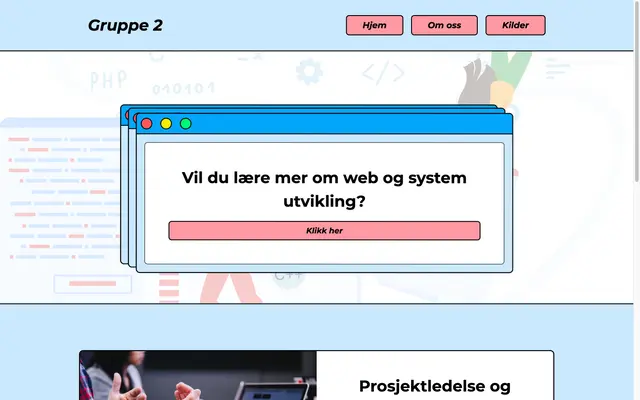 Gruppe 2
Hjem
Om oss
Kilder
PHP
010101
</>
Vil du lære mer om web og system
utvikling?
Klikk her
C++
Prosjektledelse og